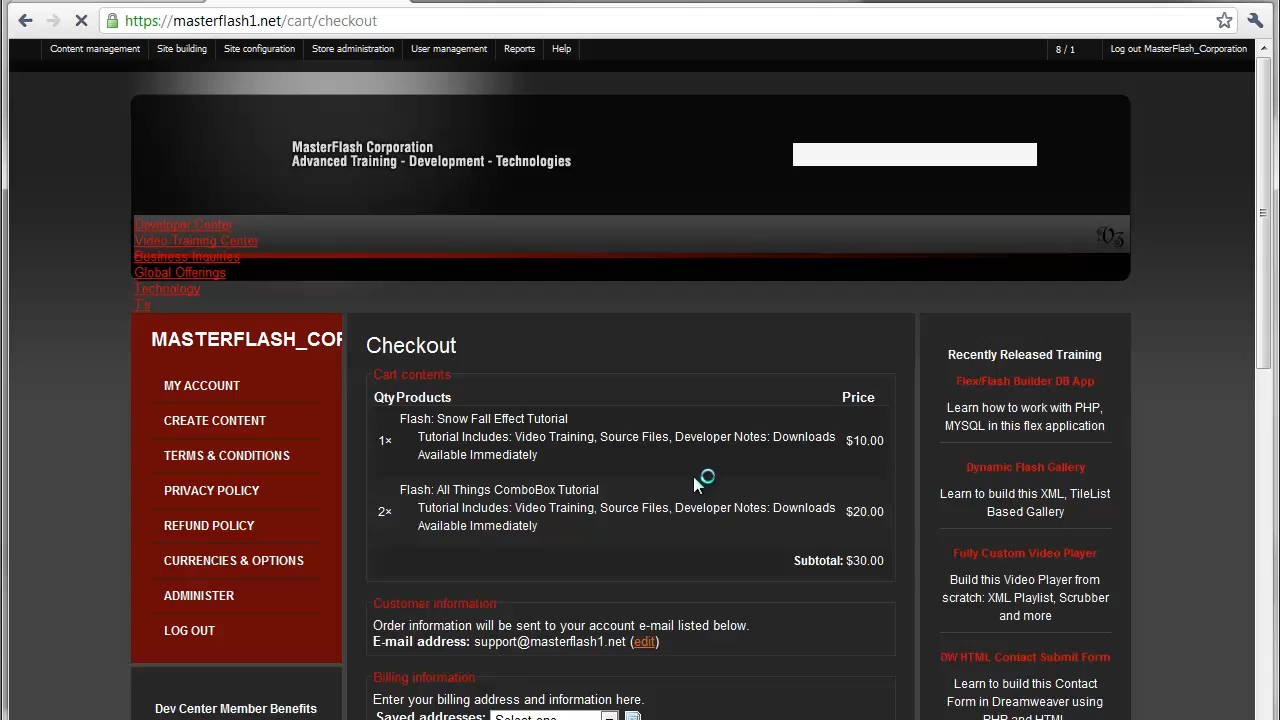 https://masterflash1.net/cart/checkout
Content management Site building Site configuration Store administration User management Reports Help 8 / 1 Log out MasterFlash_Corporation
MasterFlash Corporation
Advanced Training - Development - Technologies
Developer Center
Video Training Center
Business Inquiries
Global Offerings
Technology
T's
V3
MASTERFLASH_COR
MY ACCOUNT
CREATE CONTENT
TERMS & CONDITIONS
PRIVACY POLICY
REFUND POLICY
CURRENCIES & OPTIONS
ADMINISTER
LOG OUT
Dev Center Member Benefits
Checkout
Cart contents
Qty Products Price
Flash: Snow Fall Effect Tutorial
1× Tutorial Includes: Video Training, Source Files, Developer Notes: Downloads $10.00
Available Immediately
Flash: All Things ComboBox Tutorial
2× Tutorial Includes: Video Training, Source Files, Developer Notes: Downloads $20.00
Available Immediately
Subtotal: $30.00
Customer information
Order information will be sent to your account e-mail listed below.
E-mail address: support@masterflash1.net (edit)
Billing information
Enter your billing address and information here.
Saved addresses: Select one
Recently Released Training
Flex/Flash Builder DB App
Learn how to work with PHP,
MYSQL in this flex application
Dynamic Flash Gallery
Learn to build this XML, TileList
Based Gallery
Fully Custom Video Player
Build this Video Player from
scratch: XML Playlist, Scrubber
and more
DW HTML Contact Submit Form
Learn to build this Contact
Form in Dreamweaver using
PHP and HTML